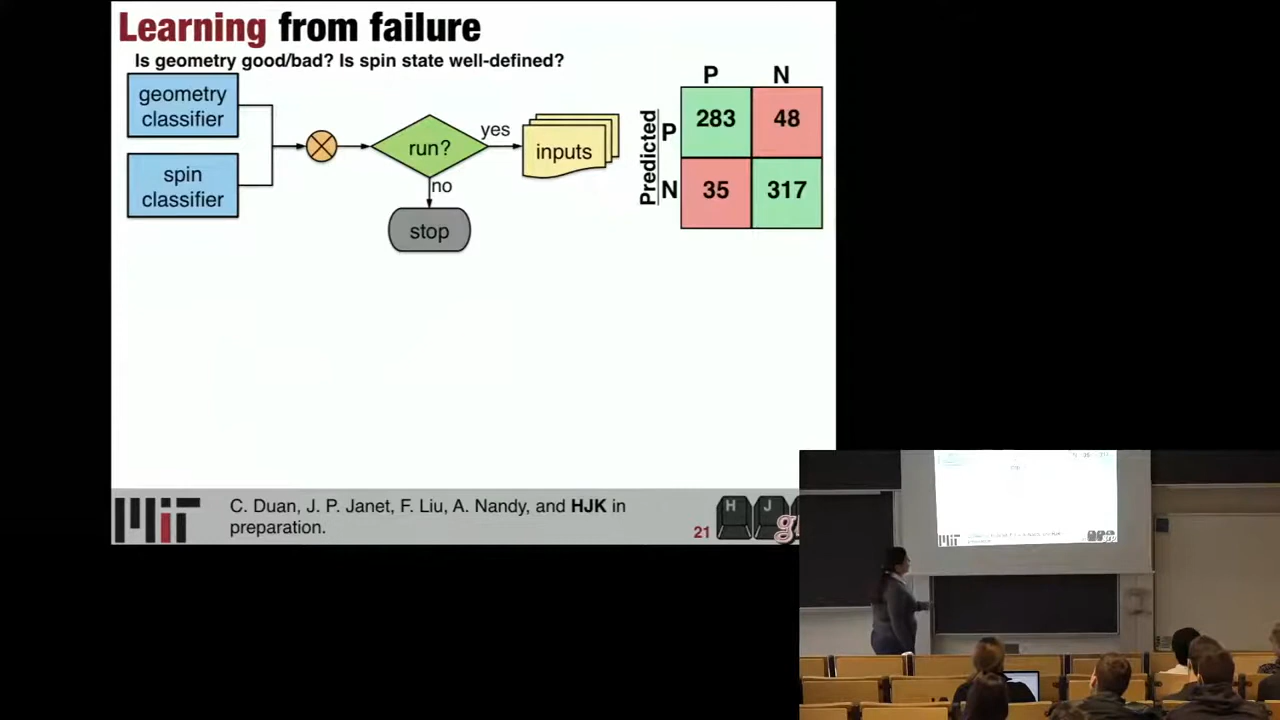 Learning from failure
Is geometry good/bad? Is spin state well-defined?
geometry
classifier
spin
classifier
run?
yes
no
inputs
stop
P N
Predicted
P
N
283 48
35 317
MIT
C. Duan, J. P. Janet, F. Liu, A. Nandy, and HJK in
preparation.
21
H J